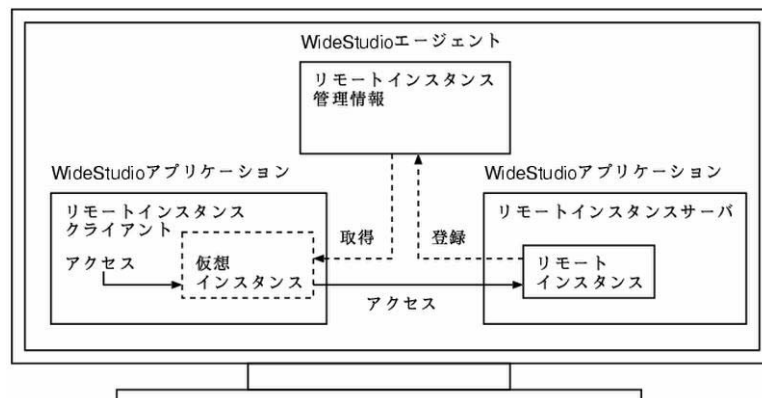 WideStudioエージェント
リモートインスタンス
管理情報
WideStudioアプリケーション
WideStudioアプリケーション
リモートインスタンス
クライアント
アクセス
仮想
インスタンス
取得
登録
アクセス
リモートインスタンスサーバ
リモート
インスタンス